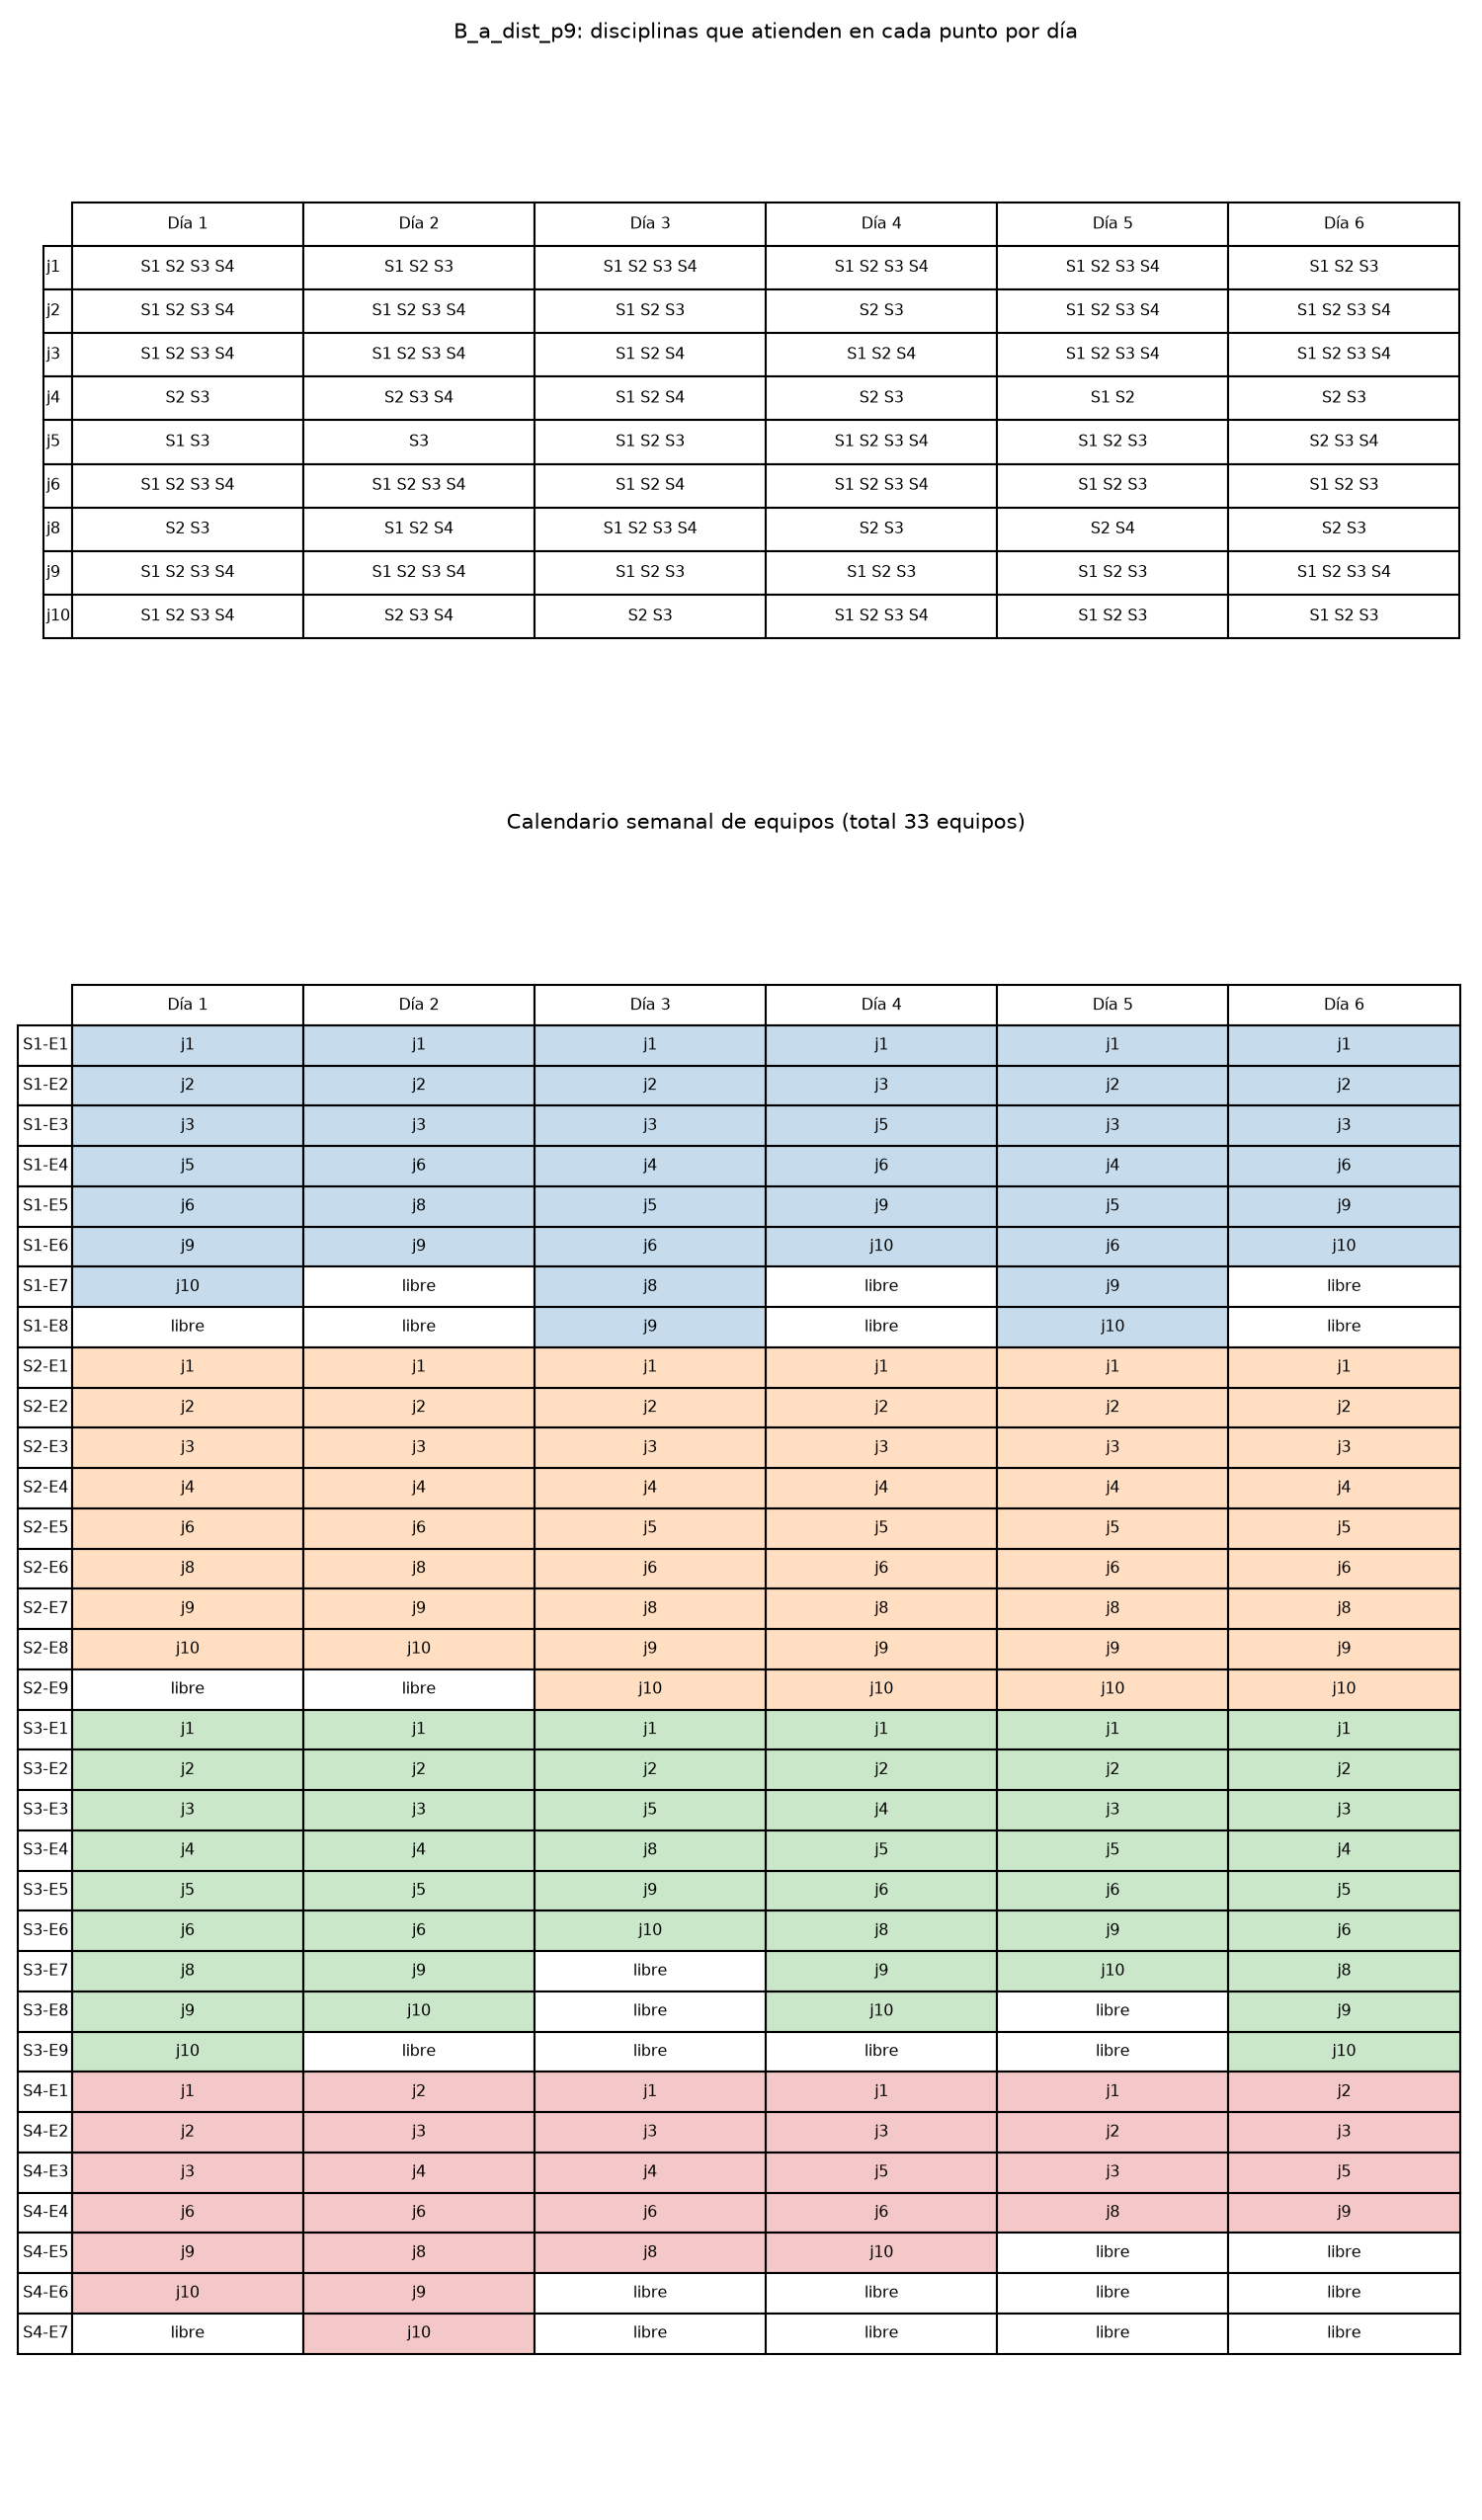 B_a_dist_p9: disciplinas que atienden en cada punto por día
Día 1 Día 2 Día 3 Día 4 Día 5 Día 6
j1 S1 S2 S3 S4 S1 S2 S3 S1 S2 S3 S4 S1 S2 S3 S4 S1 S2 S3 S4 S1 S2 S3
j2 S1 S2 S3 S4 S1 S2 S3 S4 S1 S2 S3 S2 S3 S1 S2 S3 S4 S1 S2 S3 S4
j3 S1 S2 S3 S4 S1 S2 S3 S4 S1 S2 S4 S1 S2 S4 S1 S2 S3 S4 S1 S2 S3 S4
j4 S2 S3 S2 S3 S4 S1 S2 S4 S2 S3 S1 S2 S2 S3
j5 S1 S3 S3 S1 S2 S3 S1 S2 S3 S4 S1 S2 S3 S2 S3 S4
j6 S1 S2 S3 S4 S1 S2 S3 S4 S1 S2 S4 S1 S2 S3 S4 S1 S2 S3 S1 S2 S3
j8 S2 S3 S1 S2 S4 S1 S2 S3 S4 S2 S3 S2 S4 S2 S3
j9 S1 S2 S3 S4 S1 S2 S3 S4 S1 S2 S3 S1 S2 S3 S1 S2 S3 S1 S2 S3 S4
j10 S1 S2 S3 S4 S2 S3 S4 S2 S3 S1 S2 S3 S4 S1 S2 S3 S1 S2 S3
Calendario semanal de equipos (total 33 equipos)
Día 1 Día 2 Día 3 Día 4 Día 5 Día 6
S1-E1 j1 j1 j1 j1 j1 j1
S1-E2 j2 j2 j2 j3 j2 j2
S1-E3 j3 j3 j3 j5 j3 j3
S1-E4 j5 j6 j4 j6 j4 j6
S1-E5 j6 j8 j5 j9 j5 j9
S1-E6 j9 j9 j6 j10 j6 j10
S1-E7 j10 libre j8 libre j9 libre
S1-E8 libre libre j9 libre j10 libre
S2-E1 j1 j1 j1 j1 j1 j1
S2-E2 j2 j2 j2 j2 j2 j2
S2-E3 j3 j3 j3 j3 j3 j3
S2-E4 j4 j4 j4 j4 j4 j4
S2-E5 j6 j6 j5 j5 j5 j5
S2-E6 j8 j8 j6 j6 j6 j6
S2-E7 j9 j9 j8 j8 j8 j8
S2-E8 j10 j10 j9 j9 j9 j9
S2-E9 libre libre j10 j10 j10 j10
S3-E1 j1 j1 j1 j1 j1 j1
S3-E2 j2 j2 j2 j2 j2 j2
S3-E3 j3 j3 j5 j4 j3 j3
S3-E4 j4 j4 j8 j5 j5 j4
S3-E5 j5 j5 j9 j6 j6 j5
S3-E6 j6 j6 j10 j8 j9 j6
S3-E7 j8 j9 libre j9 j10 j8
S3-E8 j9 j10 libre j10 libre j9
S3-E9 j10 libre libre libre libre j10
S4-E1 j1 j2 j1 j1 j1 j2
S4-E2 j2 j3 j3 j3 j2 j3
S4-E3 j3 j4 j4 j5 j3 j5
S4-E4 j6 j6 j6 j6 j8 j9
S4-E5 j9 j8 j8 j10 libre libre
S4-E6 j10 j9 libre libre libre libre
S4-E7 libre j10 libre libre libre libre